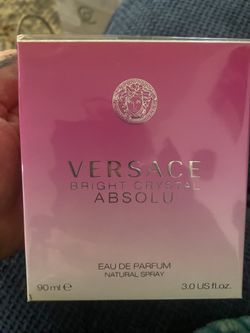 VERSACE
BRIGHT CRYSTAL
ABSOLU
EAU DE PARFUM
NATURAL SPRAY
90 ml ℮ 3.0 US fl.oz.